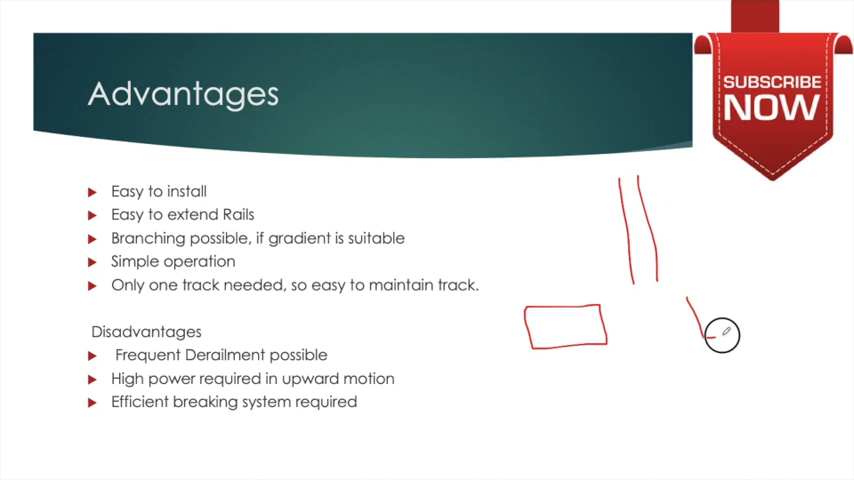 Advantages
SUBSCRIBE
NOW
Easy to install
Easy to extend Rails
Branching possible, if gradient is suitable
Simple operation
Only one track needed, so easy to maintain track.
Disadvantages
Frequent Derailment possible
High power required in upward motion
Efficient breaking system required